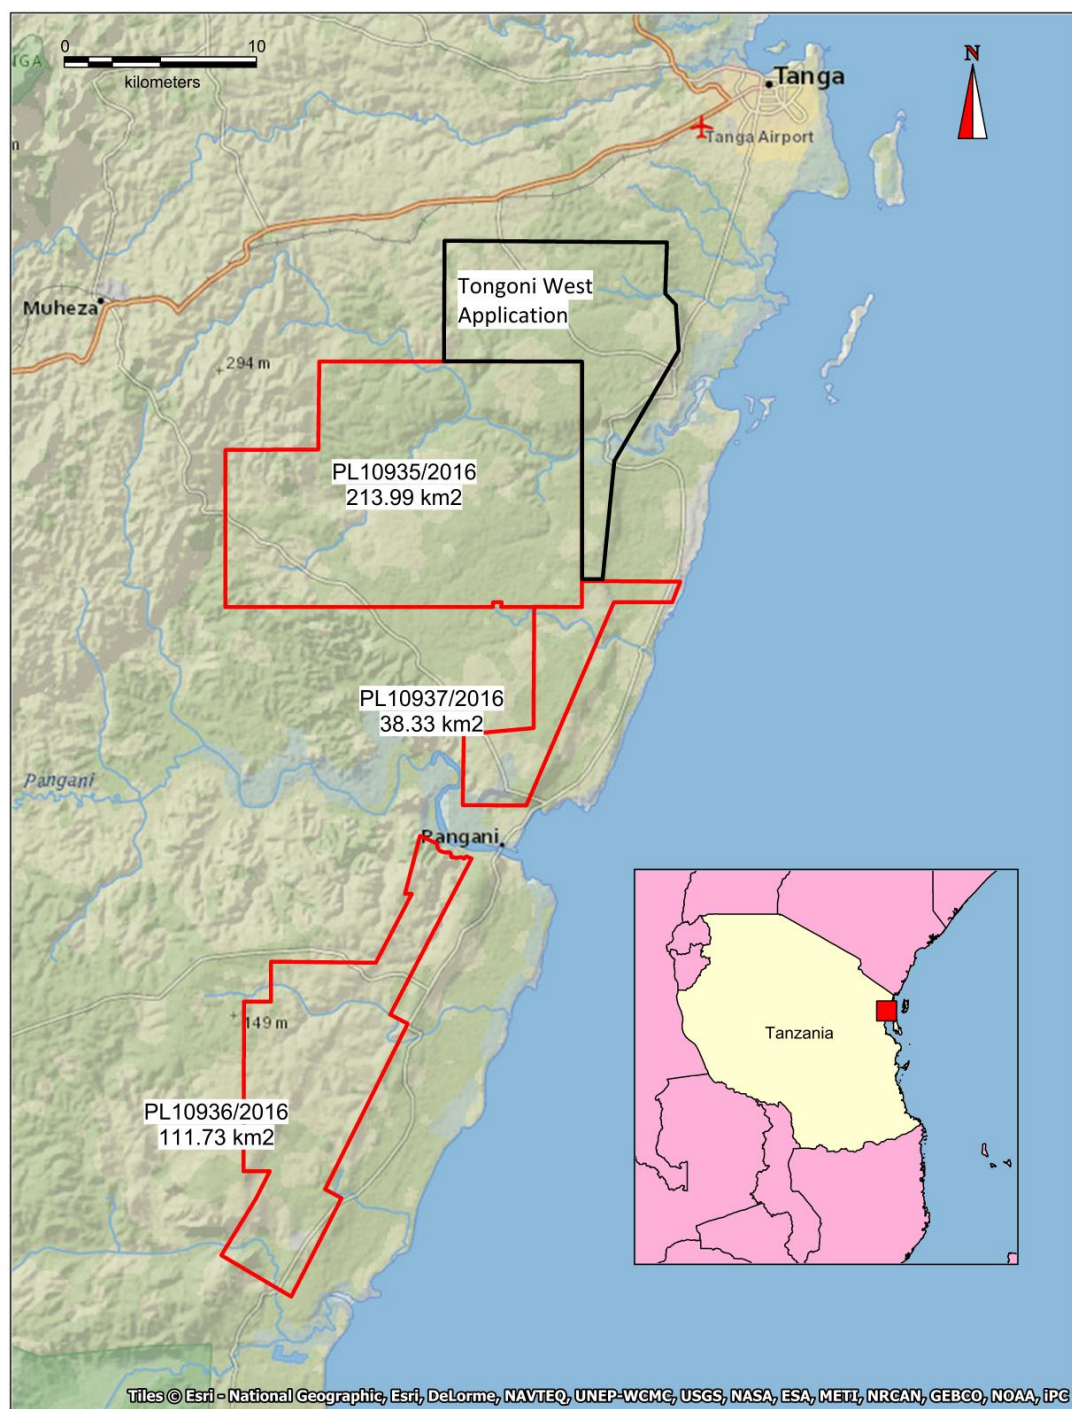 0 10
kilometers
NGA
m
N
Tanga
Tanga Airport
Tongoni West
Application
Muheza
294 m
PL10935/2016
213.99 km2
PL10937/2016
38.33 km2
Pangani
Pangani
149 m
PL10936/2016
111.73 km2
Tanzania
Tiles © Esri - National Geographic, Esri, DeLorme, NAVTEQ, UNEP-WCMC, USGS, NASA, ESA, METI, NRCAN, GEBCO, NOAA, iPC